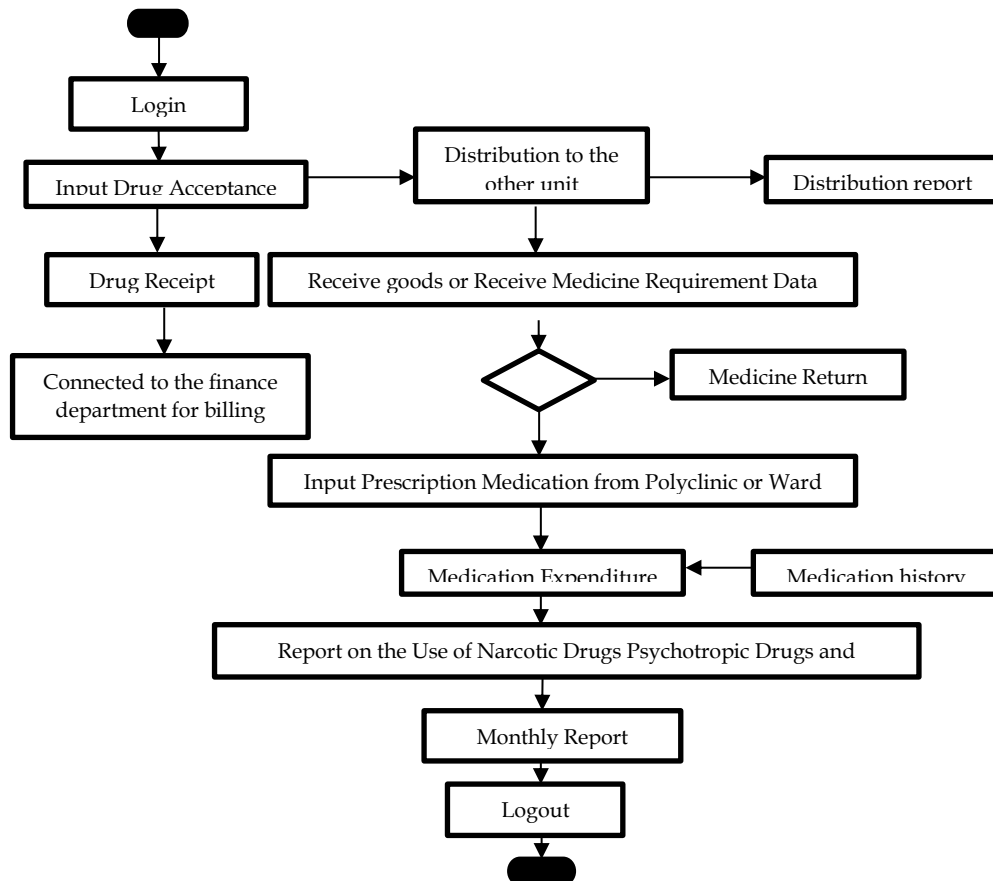 Login
Input Drug Acceptance
Distribution to the
other unit
Distribution report
Drug Receipt
Receive goods or Receive Medicine Requirement Data
Connected to the finance
department for billing
Medicine Return
Input Prescription Medication from Polyclinic or Ward
Medication Expenditure
Medication history
Report on the Use of Narcotic Drugs Psychotropic Drugs and
Monthly Report
Logout